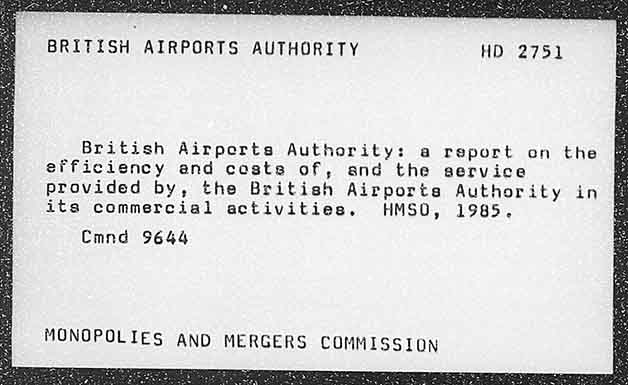 BRITISH AIRPORTS AUTHORITY HD 2751
British Airports Authority: a report on the
efficiency and costs of, and the service
provided by, the British Airports Authority in
its commercial activities. HMSO, 1985.
Cmnd 9644
MONOPOLIES AND MERGERS COMMISSION